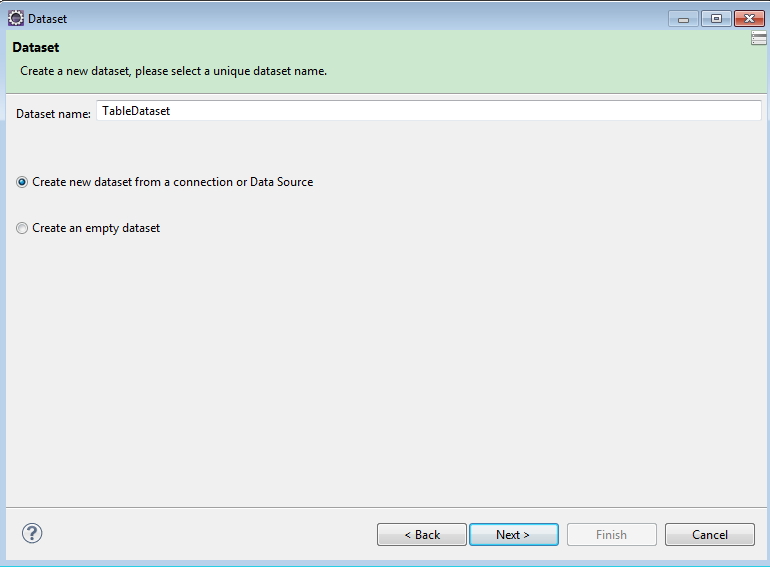 Dataset
Dataset
Create a new dataset, please select a unique dataset name.
Dataset name: TableDataset
Create new dataset from a connection or Data Source
Create an empty dataset
? < Back Next > Finish Cancel